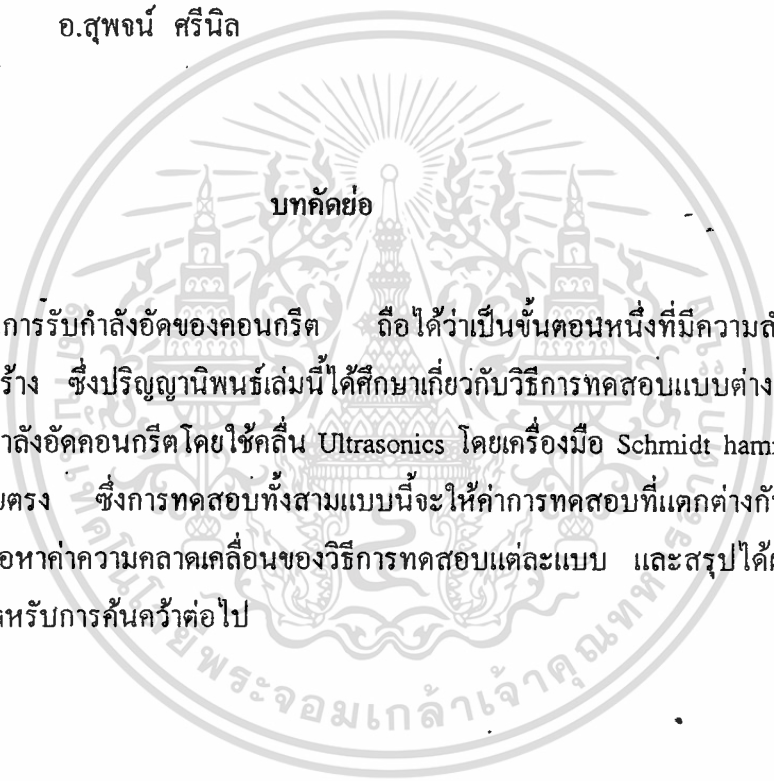 อ.สุพจน์ ศรีนิล
บทคัดย่อ
การรับกำลังอัดของคอนกรีต ถือได้ว่าเป็นขั้นตอนหนึ่งที่มีความสั
ร้าง ซึ่งปริญญานิพนธ์เล่มนี้ได้ศึกษาเกี่ยวกับวิธีการทดสอบแบบต่าง
ำลังอัดคอนกรีตโดยใช้คลื่น Ultrasonics โดยเครื่องมือ Schmidt ham
ยตรง ซึ่งการทดสอบทั้งสามแบบนี้จะให้ค่าการทดสอบที่แตกต่างกั
อหาค่าความคลาดเคลื่อนของวิธีการทดสอบแต่ละแบบ และสรุปได้
หรับการค้นคว้าต่อไป
พระจอมเกล้าเจ้าคุณทหาร